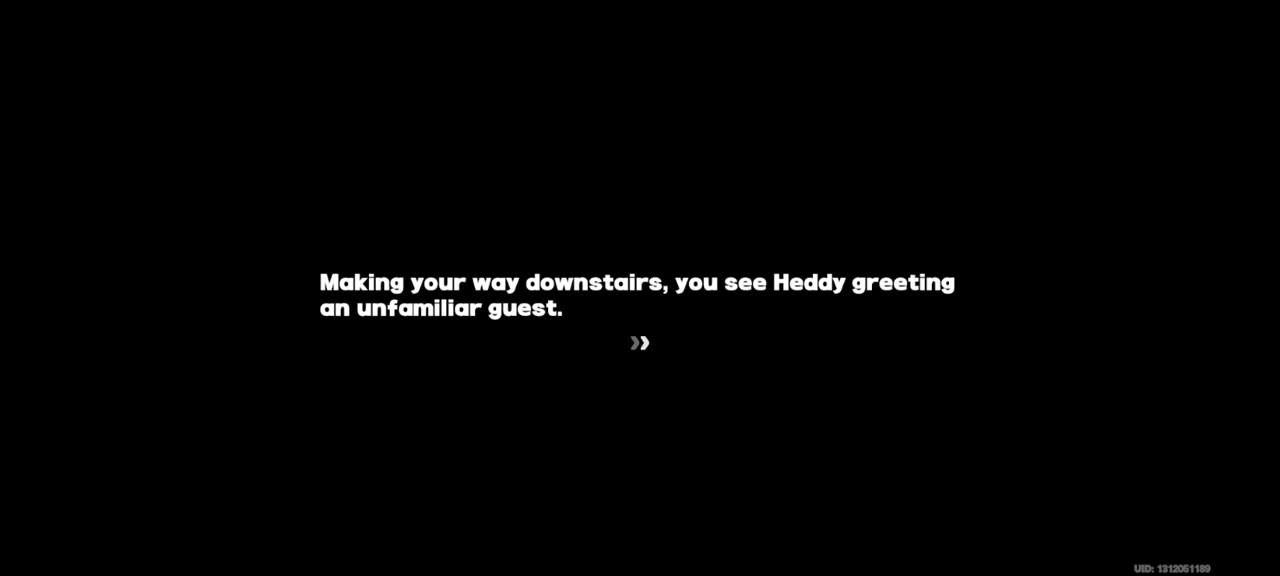 Making your way downstairs, you see Heddy greeting
an unfamiliar guest.
UID: 1312051189